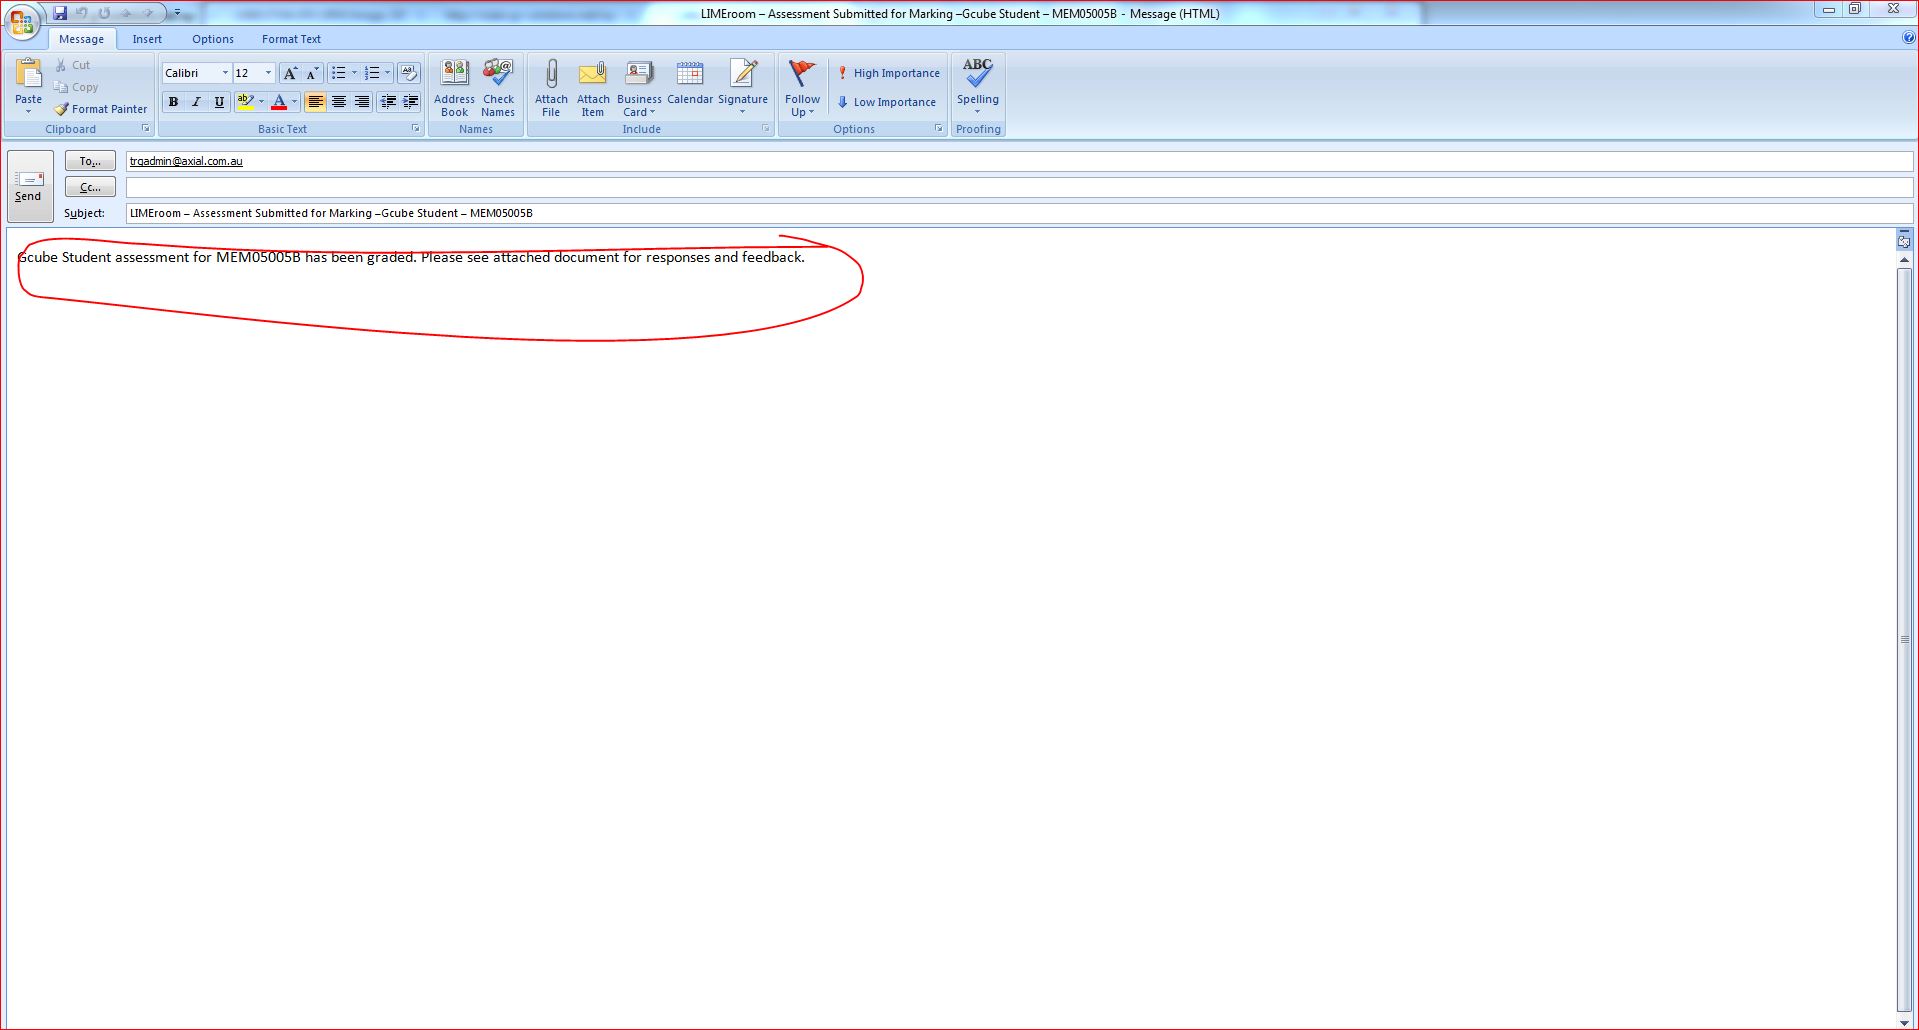 LIMEroom – Assessment Submitted for Marking –Gcube Student – MEM05005B - Message (HTML)
Message Insert Options Format Text
Paste
Cut
Copy
Format Painter
Clipboard
Calibri 12
B I U
Basic Text
Address Book
Check Names
Names
Attach File
Attach Item
Business Card
Calendar
Signature
Include
Follow Up
High Importance
Low Importance
Options
ABC
Spelling
Proofing
Send
To... trgadmin@axial.com.au
Cc...
Subject: LIMEroom – Assessment Submitted for Marking –Gcube Student – MEM05005B
Gcube Student assessment for MEM05005B has been graded. Please see attached document for responses and feedback.